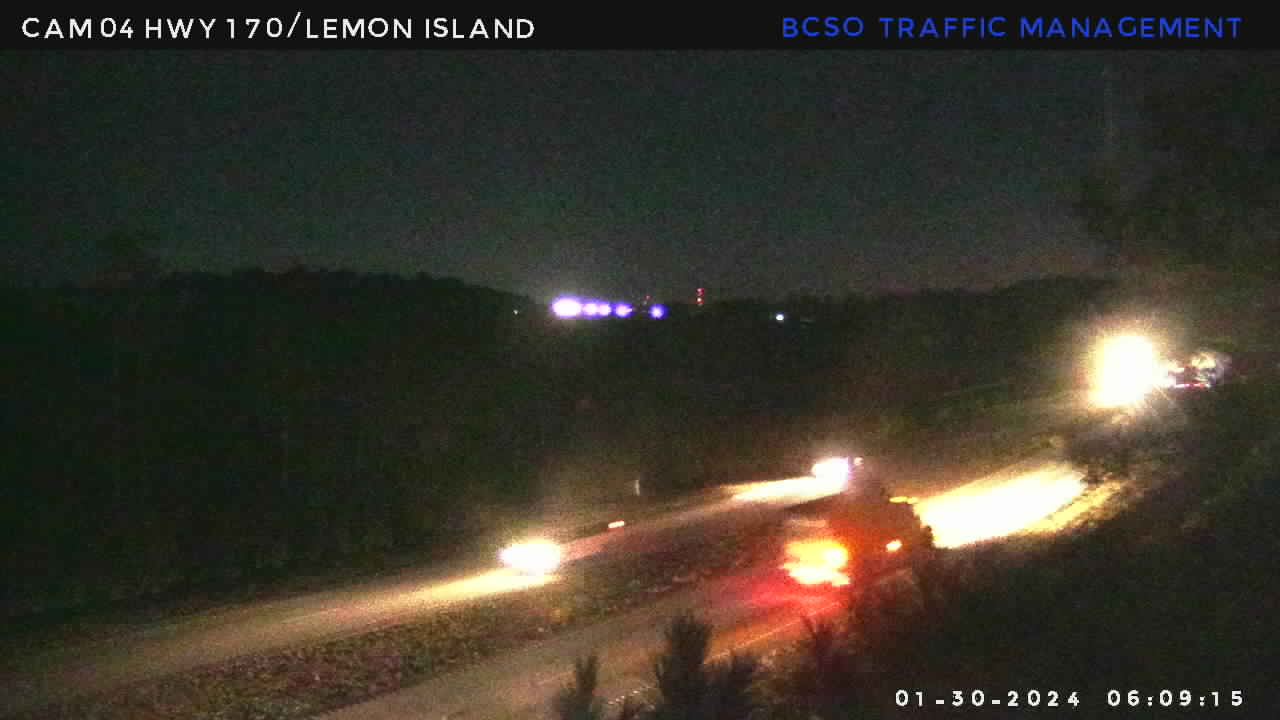 CAM04 HWY 170/LEMON ISLAND
BCSO TRAFFIC MANAGEMENT
01-30-2024 06:09:15